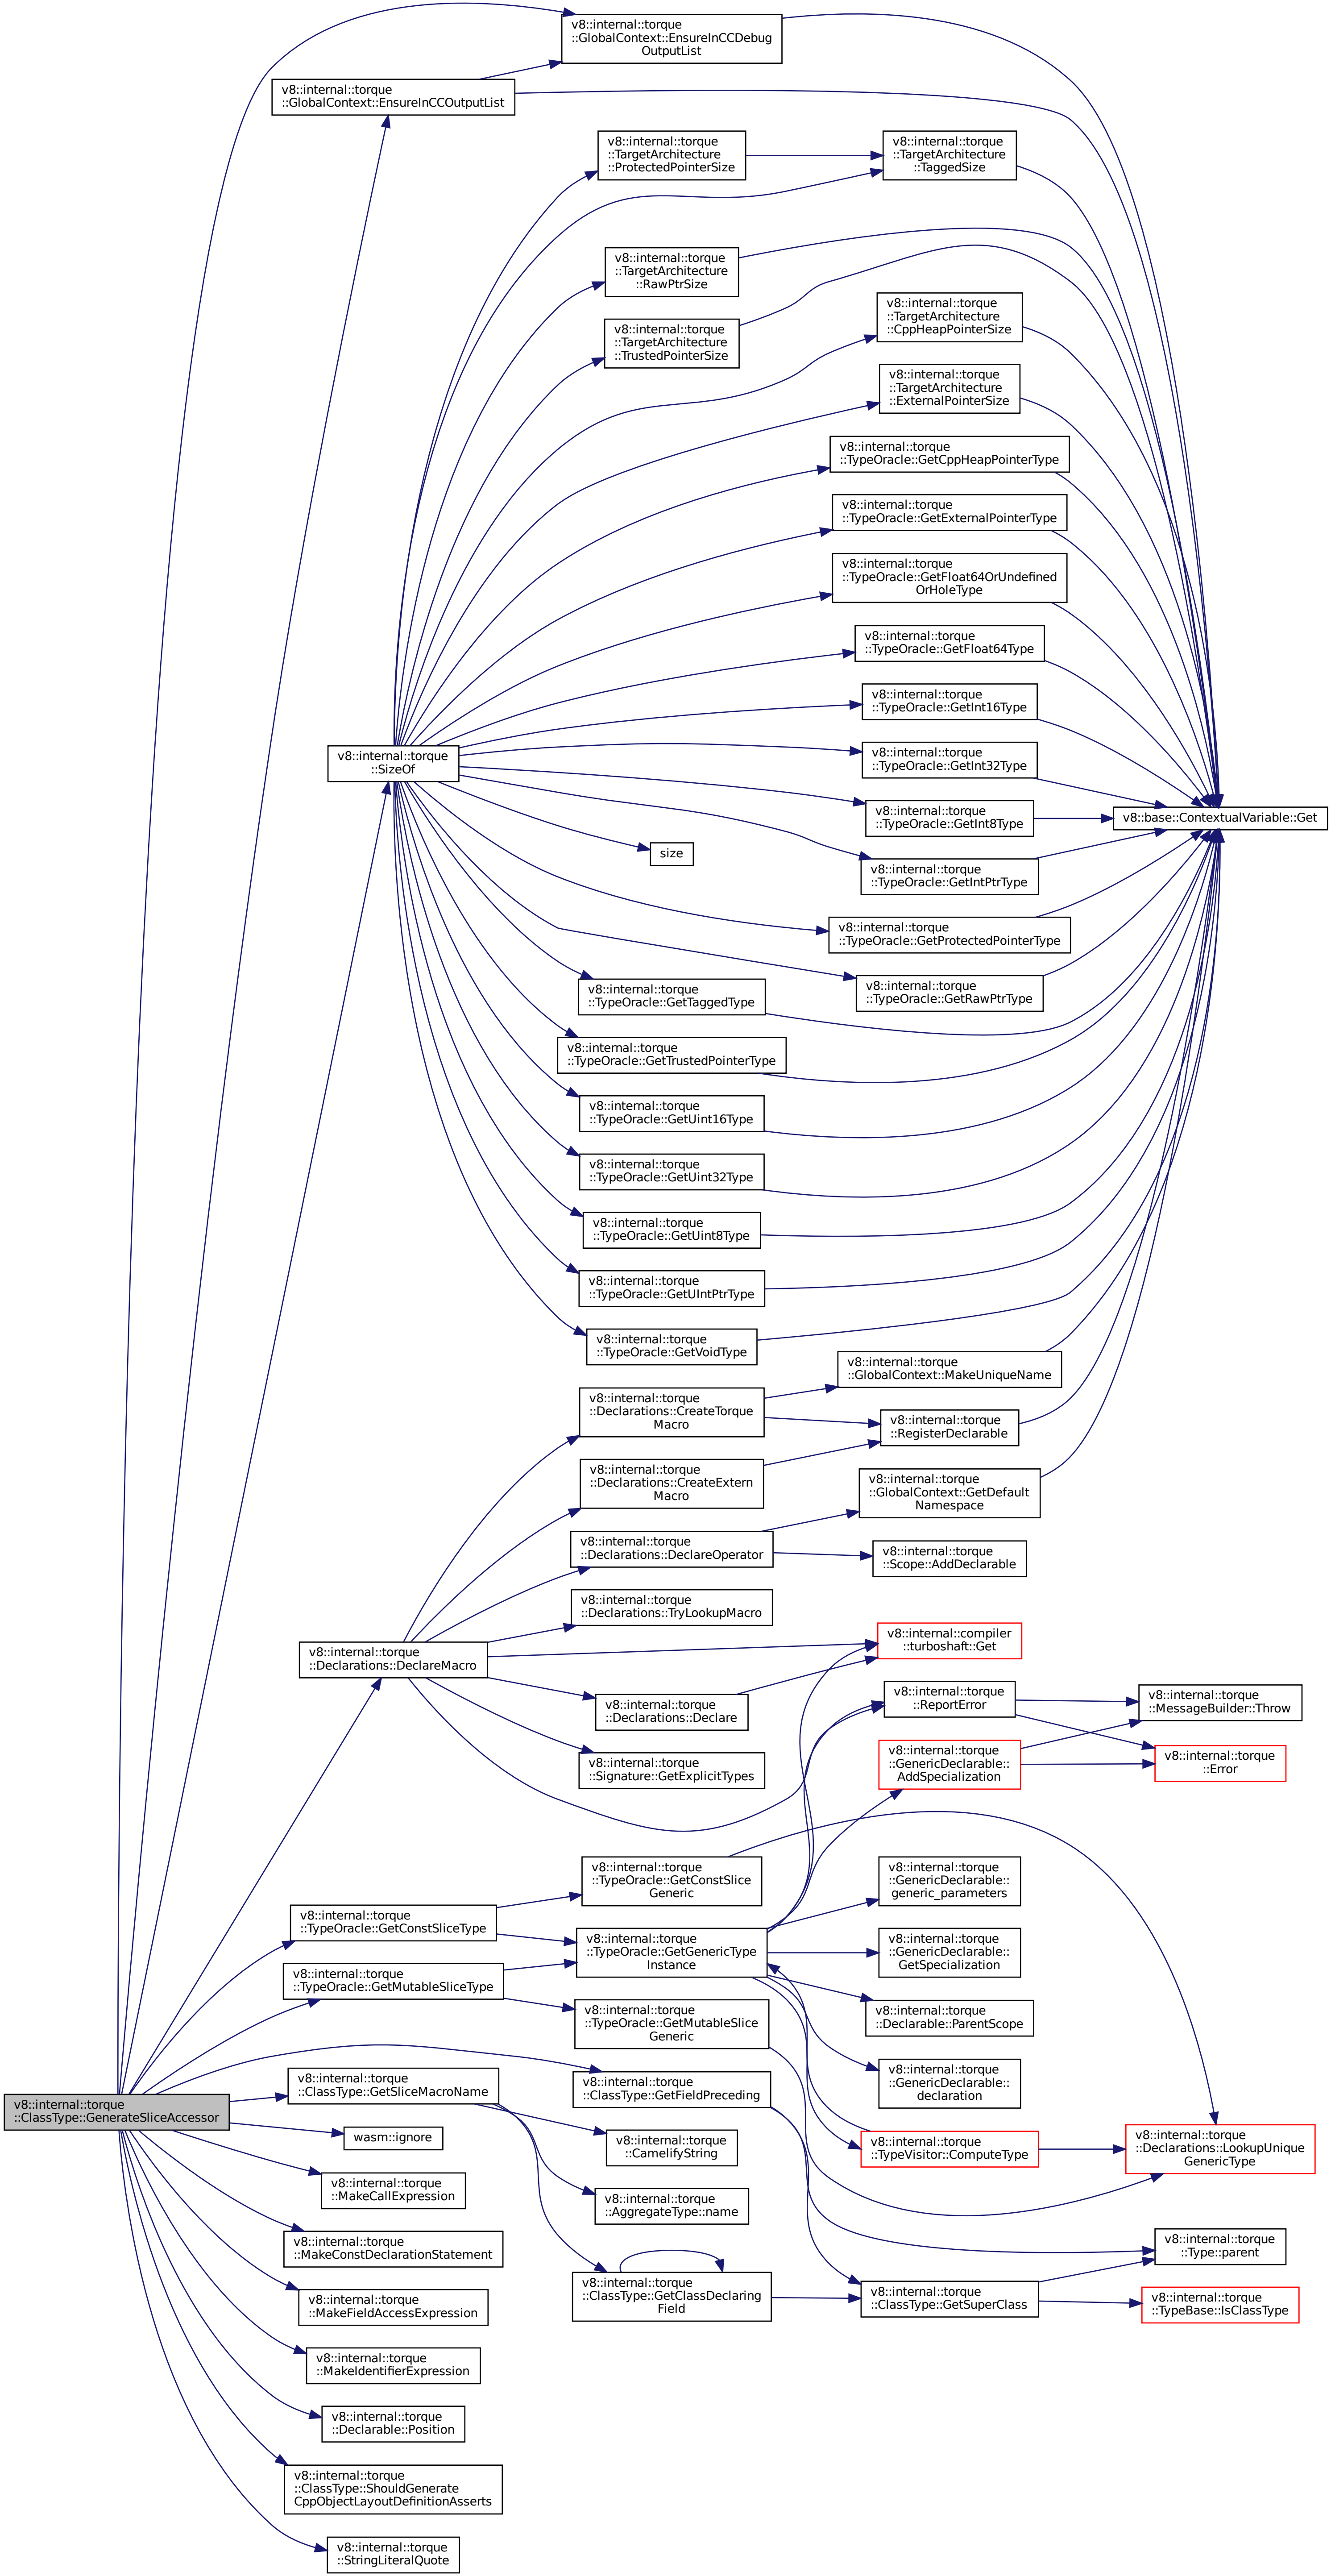 v8::internal::torque
::GlobalContext::EnsureInCCDebug
OutputList
v8::internal::torque
::GlobalContext::EnsureInCCOutputList
v8::internal::torque
::TargetArchitecture
::ProtectedPointerSize
v8::internal::torque
::TargetArchitecture
::TaggedSize
v8::internal::torque
::TargetArchitecture
::RawPtrSize
v8::internal::torque
::TargetArchitecture
::CppHeapPointerSize
v8::internal::torque
::TargetArchitecture
::TrustedPointerSize
v8::internal::torque
::TargetArchitecture
::ExternalPointerSize
v8::internal::torque
::TypeOracle::GetCppHeapPointerType
v8::internal::torque
::TypeOracle::GetExternalPointerType
v8::internal::torque
::TypeOracle::GetFloat64OrUndefined
OrHoleType
v8::internal::torque
::TypeOracle::GetFloat64Type
v8::internal::torque
::TypeOracle::GetInt16Type
v8::internal::torque
::SizeOf
v8::internal::torque
::TypeOracle::GetInt32Type
v8::internal::torque
::TypeOracle::GetInt8Type
v8::base::ContextualVariable::Get
size
v8::internal::torque
::TypeOracle::GetIntPtrType
v8::internal::torque
::TypeOracle::GetProtectedPointerType
v8::internal::torque
::TypeOracle::GetRawPtrType
v8::internal::torque
::TypeOracle::GetTaggedType
v8::internal::torque
::TypeOracle::GetTrustedPointerType
v8::internal::torque
::TypeOracle::GetUint16Type
v8::internal::torque
::TypeOracle::GetUint32Type
v8::internal::torque
::TypeOracle::GetUint8Type
v8::internal::torque
::TypeOracle::GetUIntPtrType
v8::internal::torque
::TypeOracle::GetVoidType
v8::internal::torque
::GlobalContext::MakeUniqueName
v8::internal::torque
::Declarations::CreateTorque
Macro
v8::internal::torque
::RegisterDeclarable
v8::internal::torque
::Declarations::CreateExtern
Macro
v8::internal::torque
::GlobalContext::GetDefault
Namespace
v8::internal::torque
::Declarations::DeclareOperator
v8::internal::torque
::Scope::AddDeclarable
v8::internal::torque
::Declarations::TryLookupMacro
v8::internal::torque
::Declarations::DeclareMacro
v8::internal::compiler
::turboshaft::Get
v8::internal::torque
::Declarations::Declare
v8::internal::torque
::ReportError
v8::internal::torque
::MessageBuilder::Throw
v8::internal::torque
::Signature::GetExplicitTypes
v8::internal::torque
::GenericDeclarable::
AddSpecialization
v8::internal::torque
::Error
v8::internal::torque
::TypeOracle::GetConstSlice
Generic
v8::internal::torque
::GenericDeclarable::
generic_parameters
v8::internal::torque
::TypeOracle::GetConstSliceType
v8::internal::torque
::TypeOracle::GetGenericType
Instance
v8::internal::torque
::GenericDeclarable::
GetSpecialization
v8::internal::torque
::TypeOracle::GetMutableSliceType
v8::internal::torque
::TypeOracle::GetMutableSlice
Generic
v8::internal::torque
::Declarable::ParentScope
v8::internal::torque
::GenericDeclarable::
declaration
v8::internal::torque
::ClassType::GenerateSliceAccessor
v8::internal::torque
::ClassType::GetSliceMacroName
v8::internal::torque
::ClassType::GetFieldPreceding
wasm::ignore
v8::internal::torque
::CamelifyString
v8::internal::torque
::TypeVisitor::ComputeType
v8::internal::torque
::Declarations::LookupUnique
GenericType
v8::internal::torque
::MakeCallExpression
v8::internal::torque
::AggregateType::name
v8::internal::torque
::MakeConstDeclarationStatement
v8::internal::torque
::Type::parent
v8::internal::torque
::MakeFieldAccessExpression
v8::internal::torque
::ClassType::GetClassDeclaring
Field
v8::internal::torque
::ClassType::GetSuperClass
v8::internal::torque
::TypeBase::IsClassType
v8::internal::torque
::MakeIdentifierExpression
v8::internal::torque
::Declarable::Position
v8::internal::torque
::ClassType::ShouldGenerate
CppObjectLayoutDefinitionAsserts
v8::internal::torque
::StringLiteralQuote